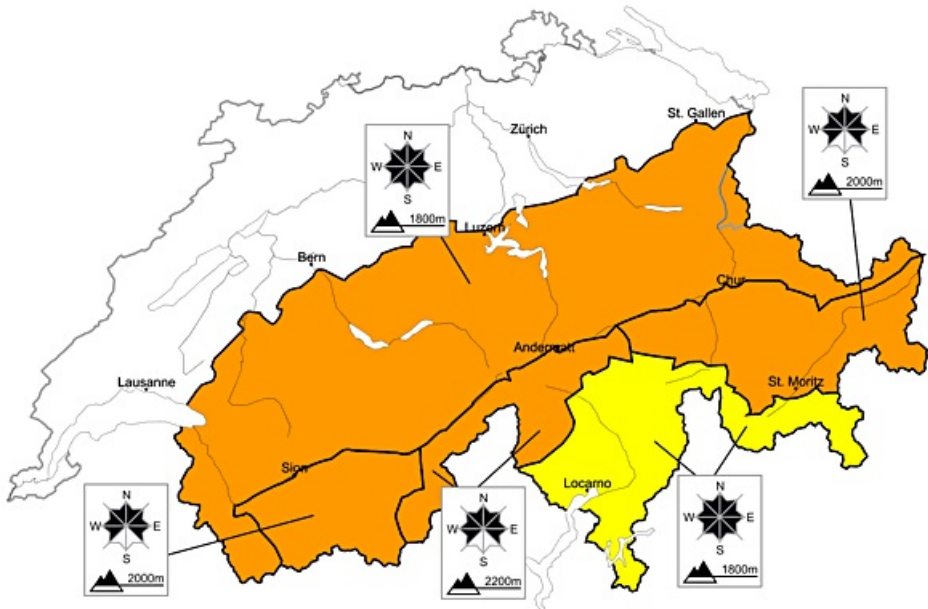 St. Gallen
Zürich
N
W E
S
2000m
N
W E
S
1800m
Luzern
Bern
Chur
Andermatt
Lausanne
St. Moritz
Sion
Locarno
N
W E
S
2000m
N
W E
S
2200m
N
W E
S
1800m